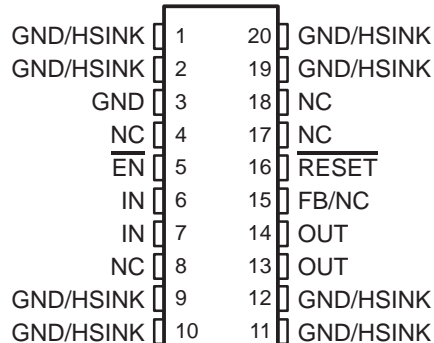 GND/HSINK 1 20 GND/HSINK
GND/HSINK 2 19 GND/HSINK
GND 3 18 NC
NC 4 17 NC
EN 5 16 RESET
IN 6 15 FB/NC
IN 7 14 OUT
NC 8 13 OUT
GND/HSINK 9 12 GND/HSINK
GND/HSINK 10 11 GND/HSINK